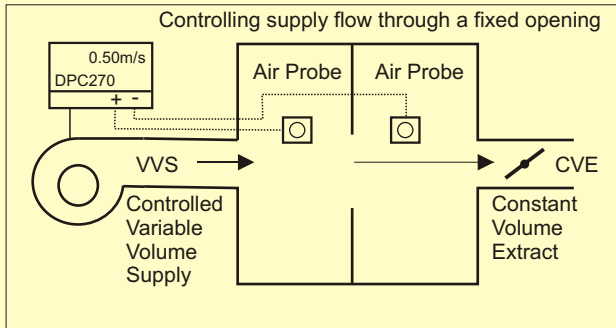 Controlling supply flow through a fixed opening
0.50m/s
DPC270
+ -
Air Probe
Air Probe
VVS
CVE
Controlled
Variable
Volume
Supply
Constant
Volume
Extract